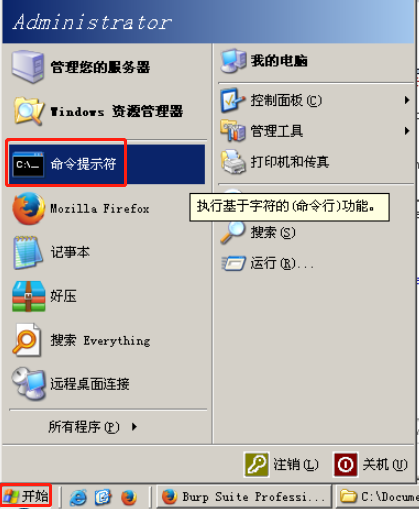 Administrator
管理您的服务器
Windows 资源管理器
C:\_ 命令提示符
Mozilla Firefox
记事本
好压
搜索 Everything
远程桌面连接
所有程序(P)
我的电脑
控制面板(C)
管理工具
打印机和传真
执行基于字符的(命令行)功能。
搜索(S)
运行(R)...
注销(L) 关机(U)
开始 Burp Suite Professi... C:\Docume